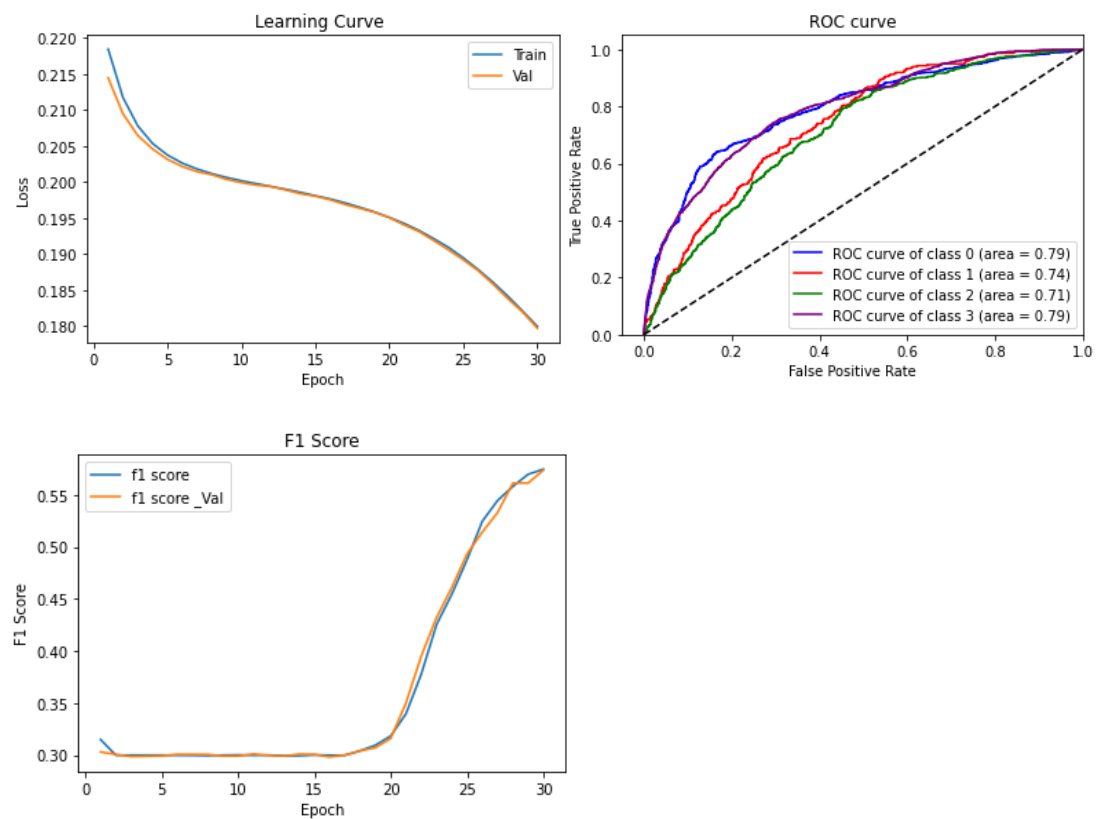 Learning Curve
0.220
0.215
0.210
0.205
0.200
0.195
0.190
0.185
0.180
Loss
Train
Val
0 5 10 15 20 25 30
Epoch
ROC curve
1.0
0.8
0.6
0.4
0.2
0.0
True Positive Rate
ROC curve of class 0 (area = 0.79)
ROC curve of class 1 (area = 0.74)
ROC curve of class 2 (area = 0.71)
ROC curve of class 3 (area = 0.79)
0.0 0.2 0.4 0.6 0.8 1.0
False Positive Rate
F1 Score
f1 score
f1 score _Val
0.55
0.50
0.45
0.40
0.35
0.30
F1 Score
0 5 10 15 20 25 30
Epoch